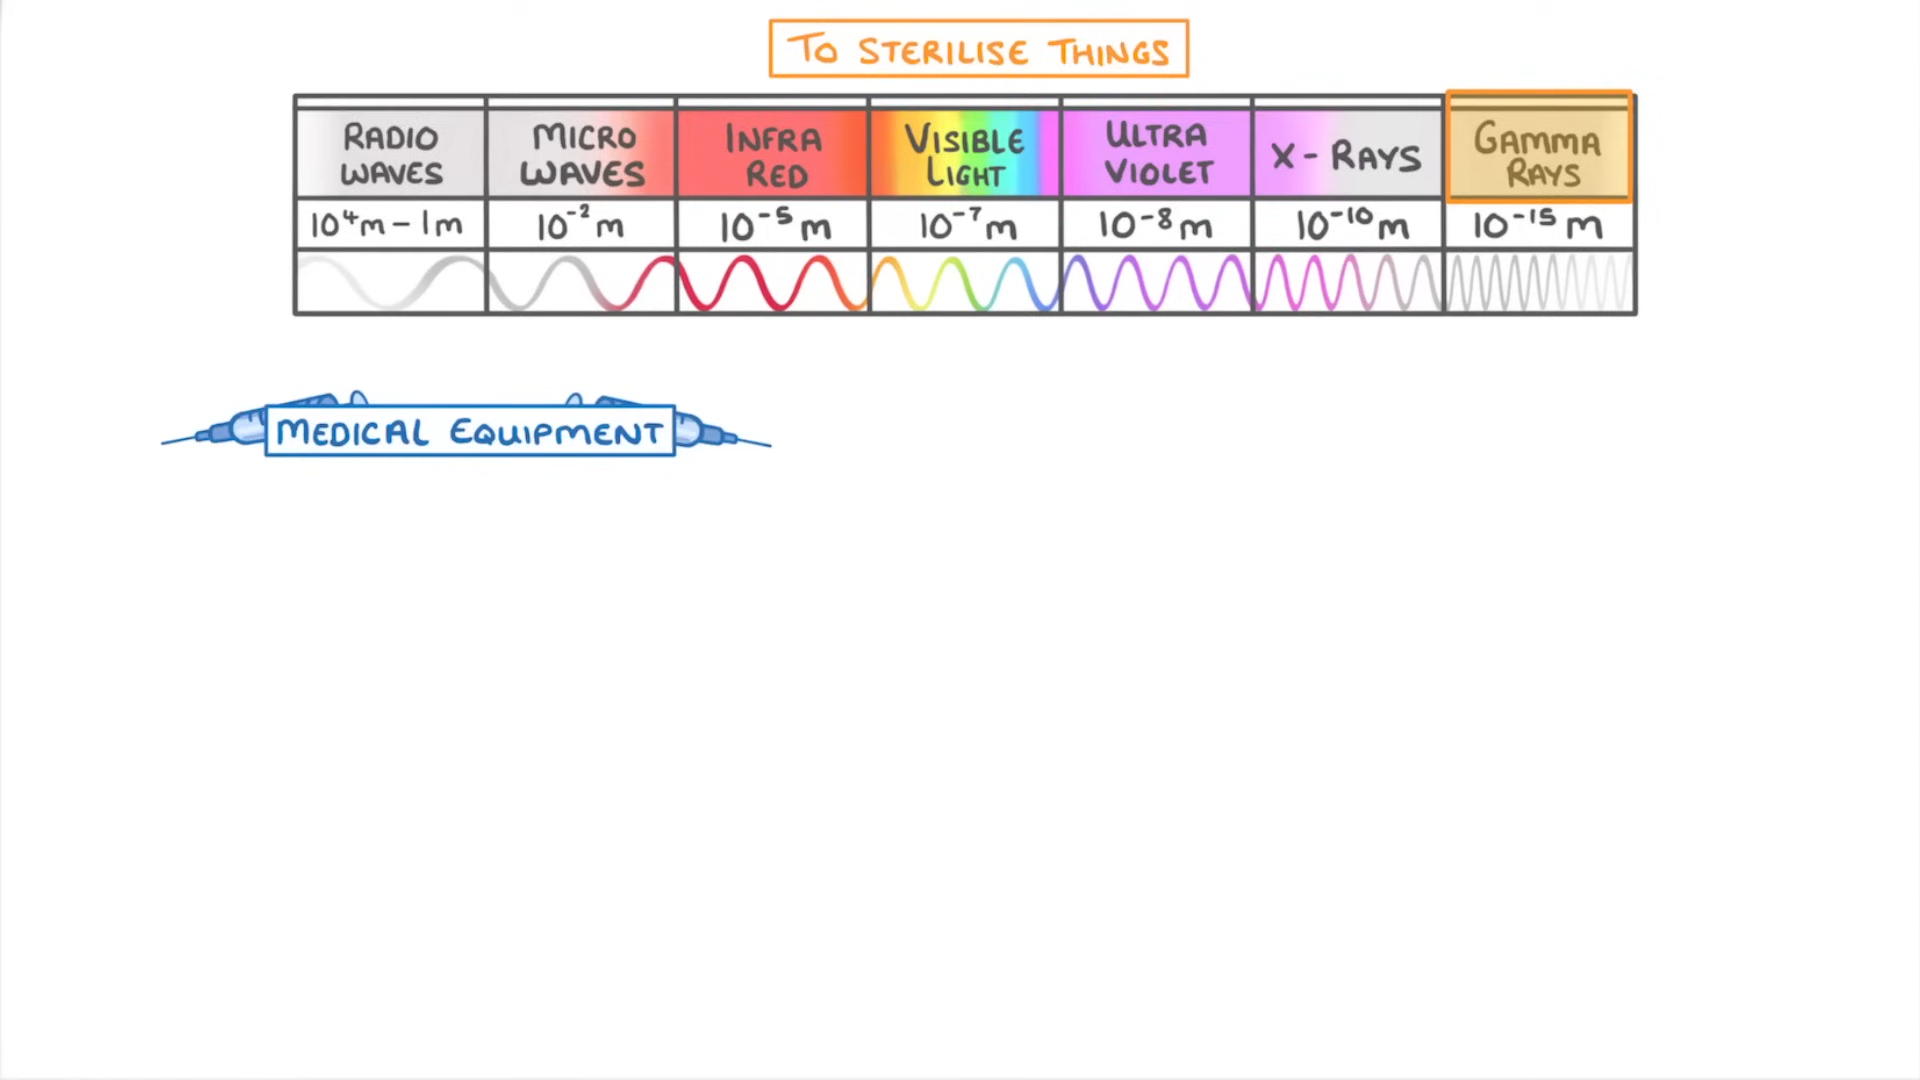 TO STERILISE THINGS
RADIO WAVES
MICRO WAVES
INFRA RED
VISIBLE LIGHT
ULTRA VIOLET
X-RAYS
GAMMA RAYS
10⁴m – 1m
10⁻²m
10⁻⁵m
10⁻⁷m
10⁻⁸m
10⁻¹⁰m
10⁻¹⁵m
MEDICAL EQUIPMENT